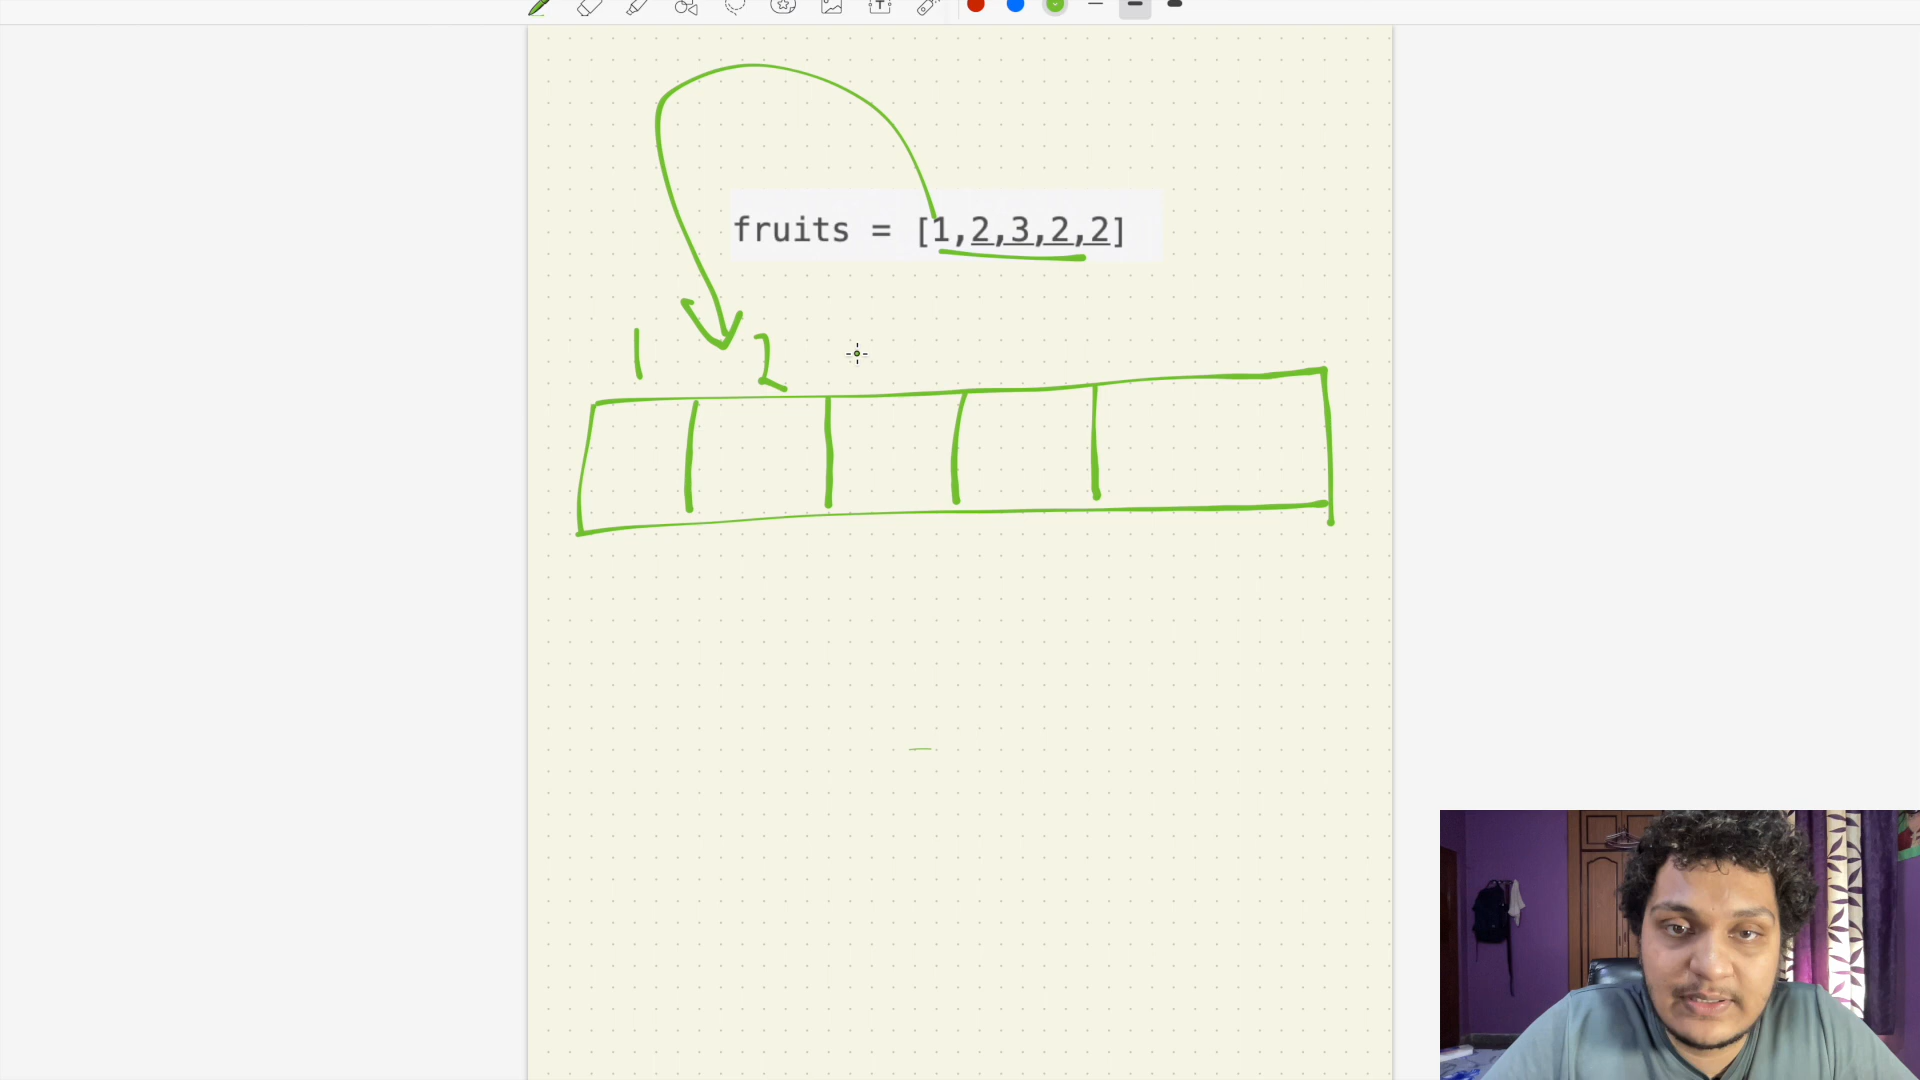 fruits = [1,2,3,2,2]
1 2